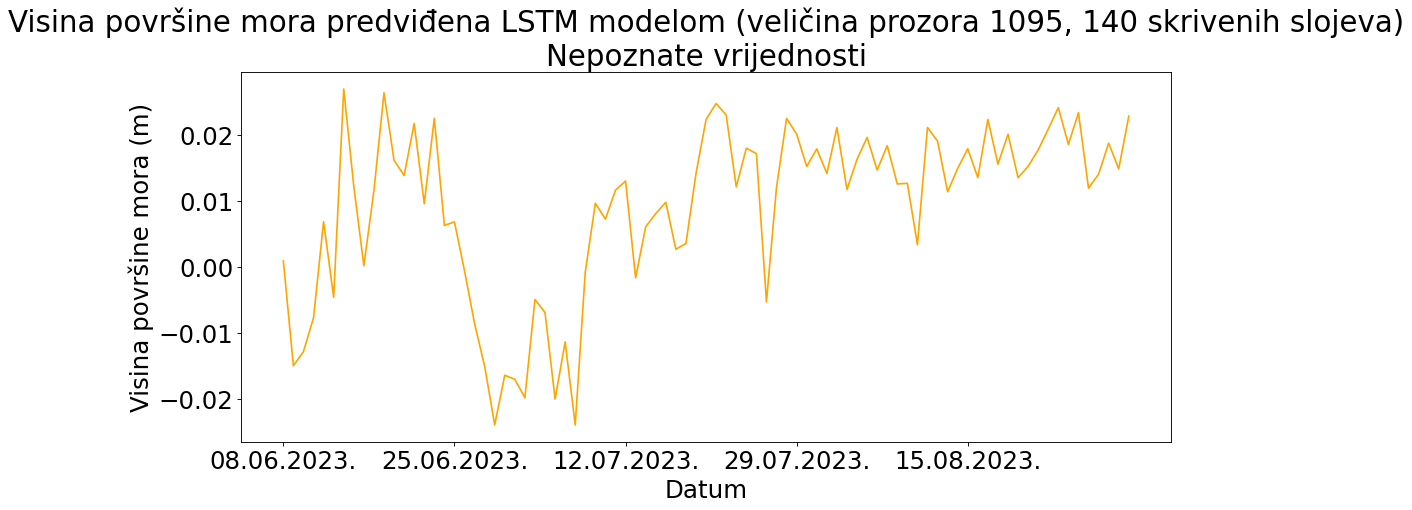 Visina površine mora predviđena LSTM modelom (veličina prozora 1095, 140 skrivenih slojeva)
Nepoznate vrijednosti
Visina površine mora (m)
0.02
0.01
0.00
−0.01
−0.02
08.06.2023. 25.06.2023. 12.07.2023. 29.07.2023. 15.08.2023.
Datum